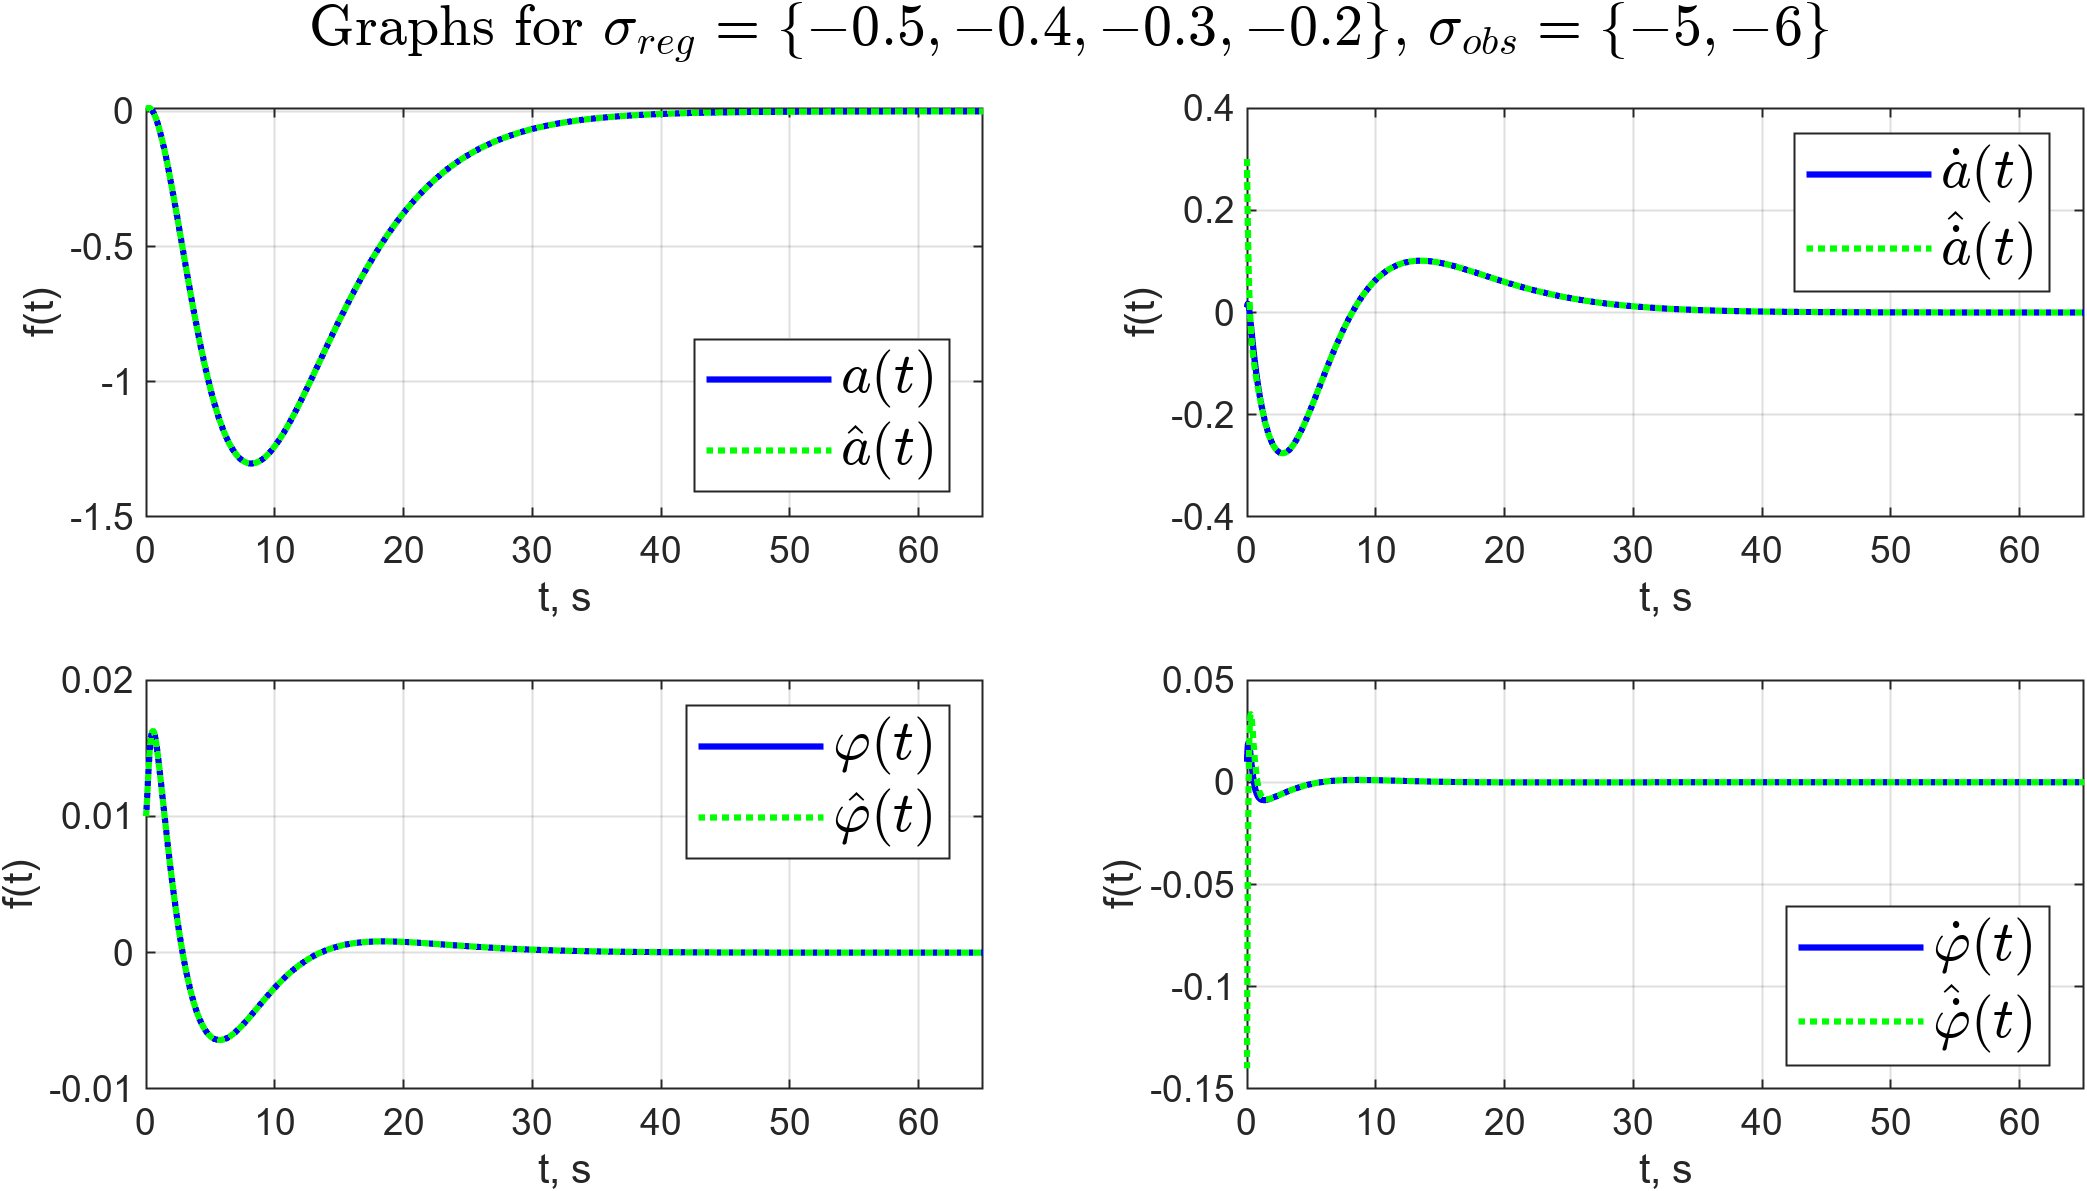 Graphs for σ_reg = {−0.5, −0.4, −0.3, −0.2}, σ_obs = {−5, −6}
0
-0.5
-1
-1.5
f(t)
0 10 20 30 40 50 60
t, s
a(t)
â(t)
0.4
0.2
0
-0.2
-0.4
f(t)
0 10 20 30 40 50 60
t, s
ȧ(t)
ȧ̂(t)
0.02
0.01
0
-0.01
f(t)
0 10 20 30 40 50 60
t, s
φ(t)
φ̂(t)
0.05
0
-0.05
-0.1
-0.15
f(t)
0 10 20 30 40 50 60
t, s
φ̇(t)
φ̇̂(t)